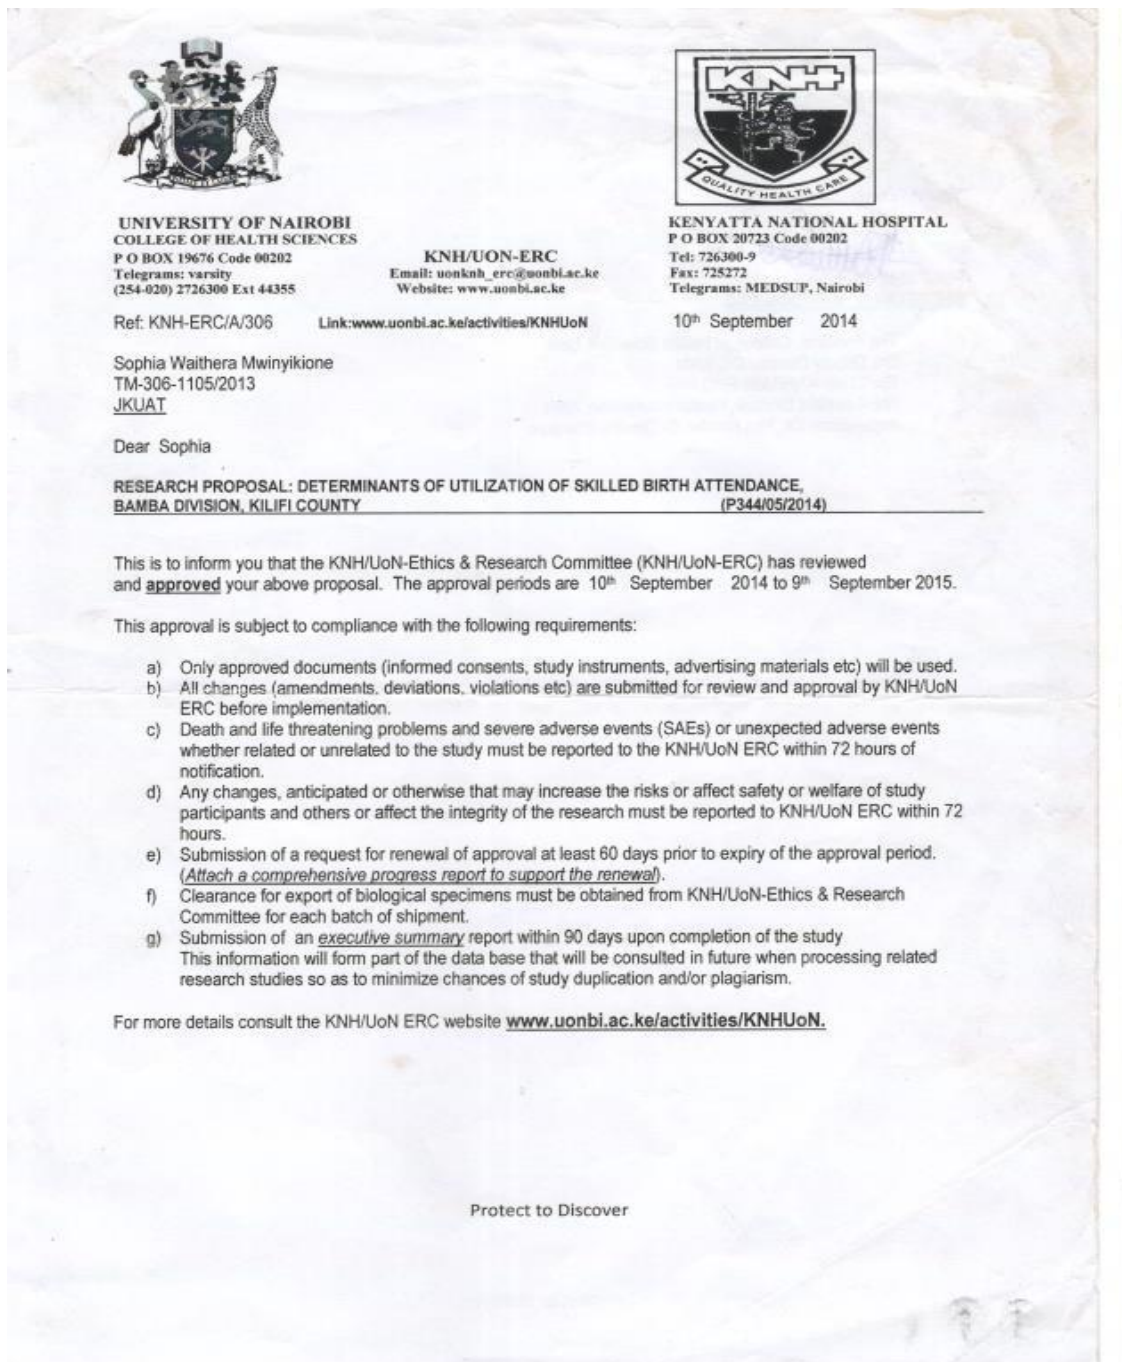 KNH
QUALITY HEALTH CARE
UNIVERSITY OF NAIROBI
COLLEGE OF HEALTH SCIENCES
P O BOX 19676 Code 00202
Telegrams: varsity
(254-020) 2726300 Ext 44355
KNH/UON-ERC
Email: uonknh_erc@uonbi.ac.ke
Website: www.uonbi.ac.ke
KENYATTA NATIONAL HOSPITAL
P O BOX 20723 Code 00202
Tel: 726300-9
Fax: 725272
Telegrams: MEDSUP, Nairobi
Ref: KNH-ERC/A/306
Link:www.uonbi.ac.ke/activities/KNHUoN
10th September 2014
Sophia Waithera Mwinyikione
TM-306-1105/2013
JKUAT
Dear Sophia
RESEARCH PROPOSAL: DETERMINANTS OF UTILIZATION OF SKILLED BIRTH ATTENDANCE,
BAMBA DIVISION, KILIFI COUNTY (P344/05/2014)
This is to inform you that the KNH/UoN-Ethics & Research Committee (KNH/UoN-ERC) has reviewed
and approved your above proposal. The approval periods are 10th September 2014 to 9th September 2015.
This approval is subject to compliance with the following requirements:
a) Only approved documents (informed consents, study instruments, advertising materials etc) will be used.
b) All changes (amendments, deviations, violations etc) are submitted for review and approval by KNH/UoN
ERC before implementation.
c) Death and life threatening problems and severe adverse events (SAEs) or unexpected adverse events
whether related or unrelated to the study must be reported to the KNH/UoN ERC within 72 hours of
notification.
d) Any changes, anticipated or otherwise that may increase the risks or affect safety or welfare of study
participants and others or affect the integrity of the research must be reported to KNH/UoN ERC within 72
hours.
e) Submission of a request for renewal of approval at least 60 days prior to expiry of the approval period.
(Attach a comprehensive progress report to support the renewal).
f) Clearance for export of biological specimens must be obtained from KNH/UoN-Ethics & Research
Committee for each batch of shipment.
g) Submission of an executive summary report within 90 days upon completion of the study
This information will form part of the data base that will be consulted in future when processing related
research studies so as to minimize chances of study duplication and/or plagiarism.
For more details consult the KNH/UoN ERC website www.uonbi.ac.ke/activities/KNHUoN.
Protect to Discover